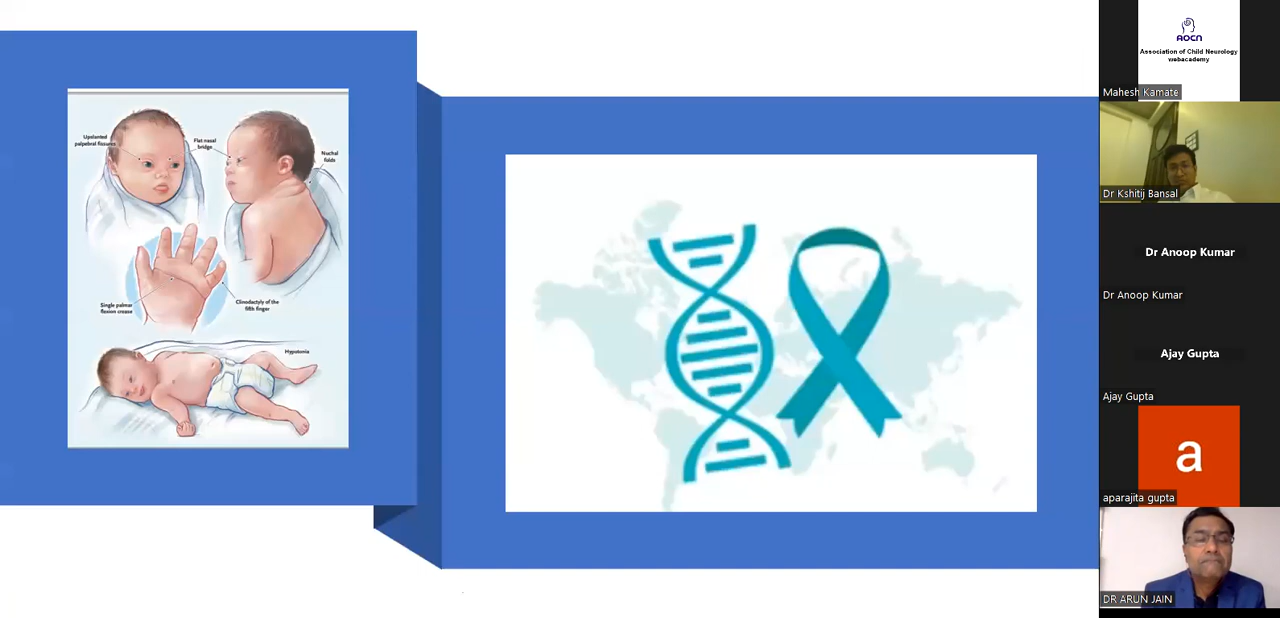 Upslanted
palpebral fissures
Flat nasal
bridge
Nuchal
folds
Single palmar
flexion crease
Clinodactyly of the
fifth finger
Hypotonia
AOCN
Association of Child Neurology
webacademy
Mahesh Kamate
Dr Kshitij Bansal
Dr Anoop Kumar
Dr Anoop Kumar
Ajay Gupta
Ajay Gupta
a
aparajita gupta
DR ARUN JAIN